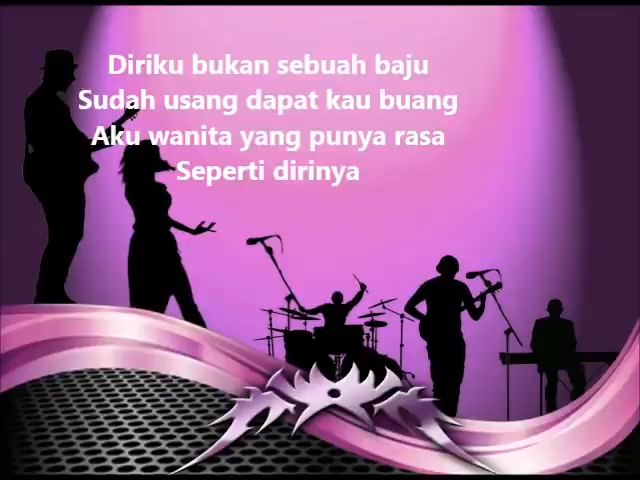 Diriku bukan sebuah baju
Sudah usang dapat kau buang
Aku wanita yang punya rasa
Seperti dirinya